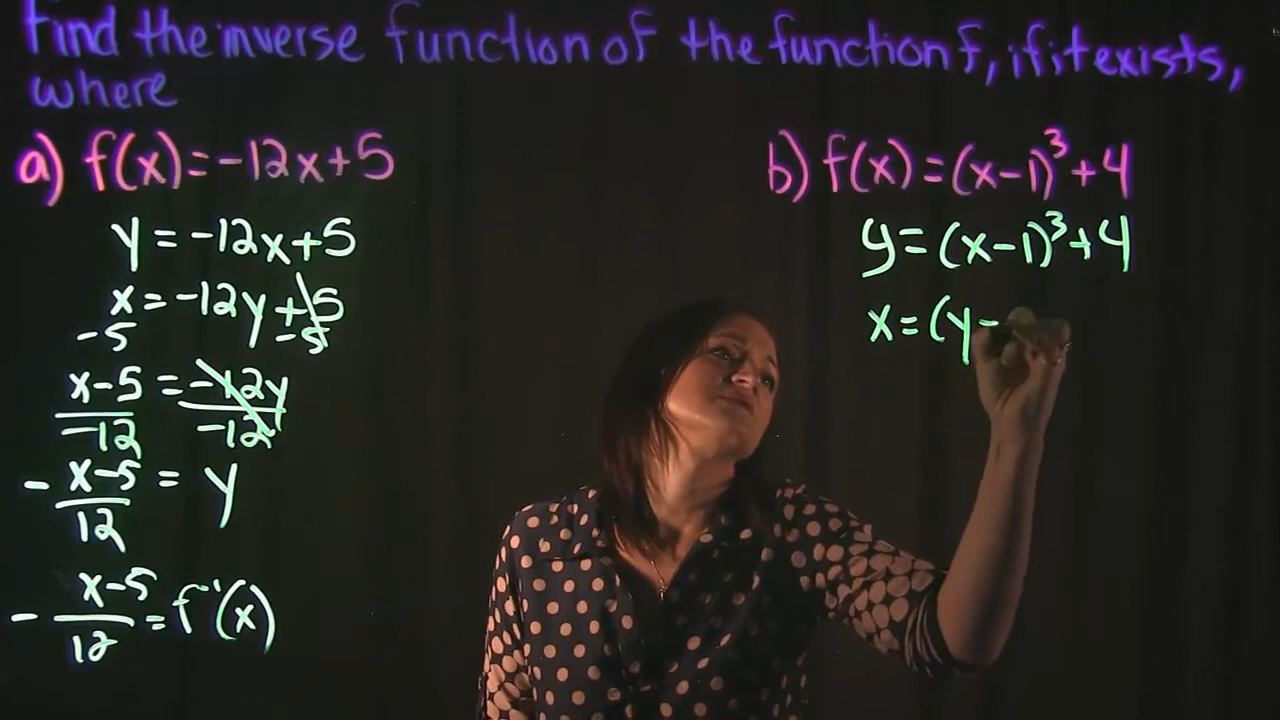 Find the inverse function of the function f, if it exists,
where
a) f(x)=-12x+5
y=-12x+5
x=-12y+5
-5 -5
x-5=-12y
-12 -12
- x-5 = y
12
- x-5 = f⁻¹(x)
12
b) f(x)=(x-1)³+4
y=(x-1)³+4
x=(y-